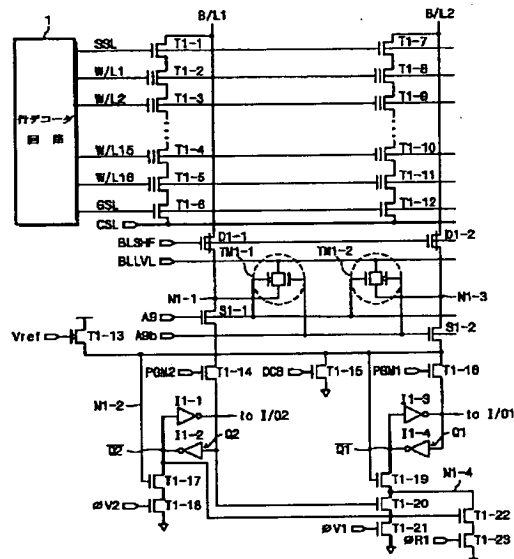 1
B/L1
B/L2
SSL
T1-1
T1-7
W/L1
T1-2
T1-8
W/L2
T1-3
T1-9
行デコーダ
回路
W/L15
T1-4
T1-10
W/L16
T1-5
T1-11
GSL
T1-6
T1-12
CSL
BLSHF
D1-1
D1-2
BLLVL
TM1-1
TM1-2
N1-1
N1-3
A9
S1-1
A9b
S1-2
Vref
T1-13
PGM2
T1-14
DCB
T1-15
PGM1
T1-16
N1-2
I1-1
to I/O2
I1-3
to I/O1
I1-2
Q2
Q2
I1-4
Q1
Q1
T1-17
T1-19
N1-4
T1-20
T1-22
øV2
T1-18
øV1
T1-21
øR1
T1-23